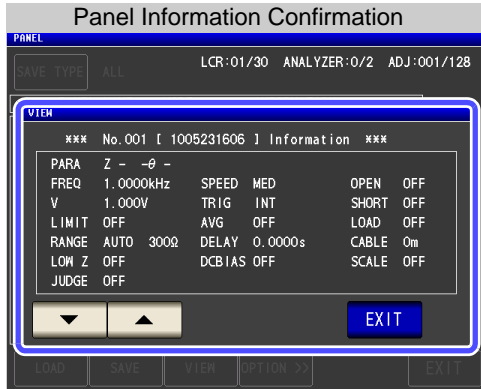 Panel Information Confirmation
PANEL
SAVE TYPE ALL LCR:01/30 ANALYZER:0/2 ADJ:001/128
VIEW
*** No.001 [ 1005231606 ] Information ***
PARA Z - -θ -
FREQ 1.0000kHz SPEED MED OPEN OFF
V 1.000V TRIG INT SHORT OFF
LIMIT OFF AVG OFF LOAD OFF
RANGE AUTO 300Ω DELAY 0.0000s CABLE 0m
LOW Z OFF DCBIAS OFF SCALE OFF
JUDGE OFF
EXIT
LOAD SAVE VIEW OPTION >> EXIT